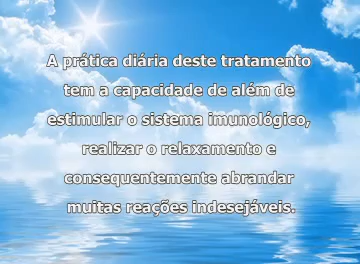 A prática diária deste tratamento
tem a capacidade de além de
estimular o sistema imunológico,
realizar o relaxamento e
consequentemente abrandar
muitas reações indesejáveis.